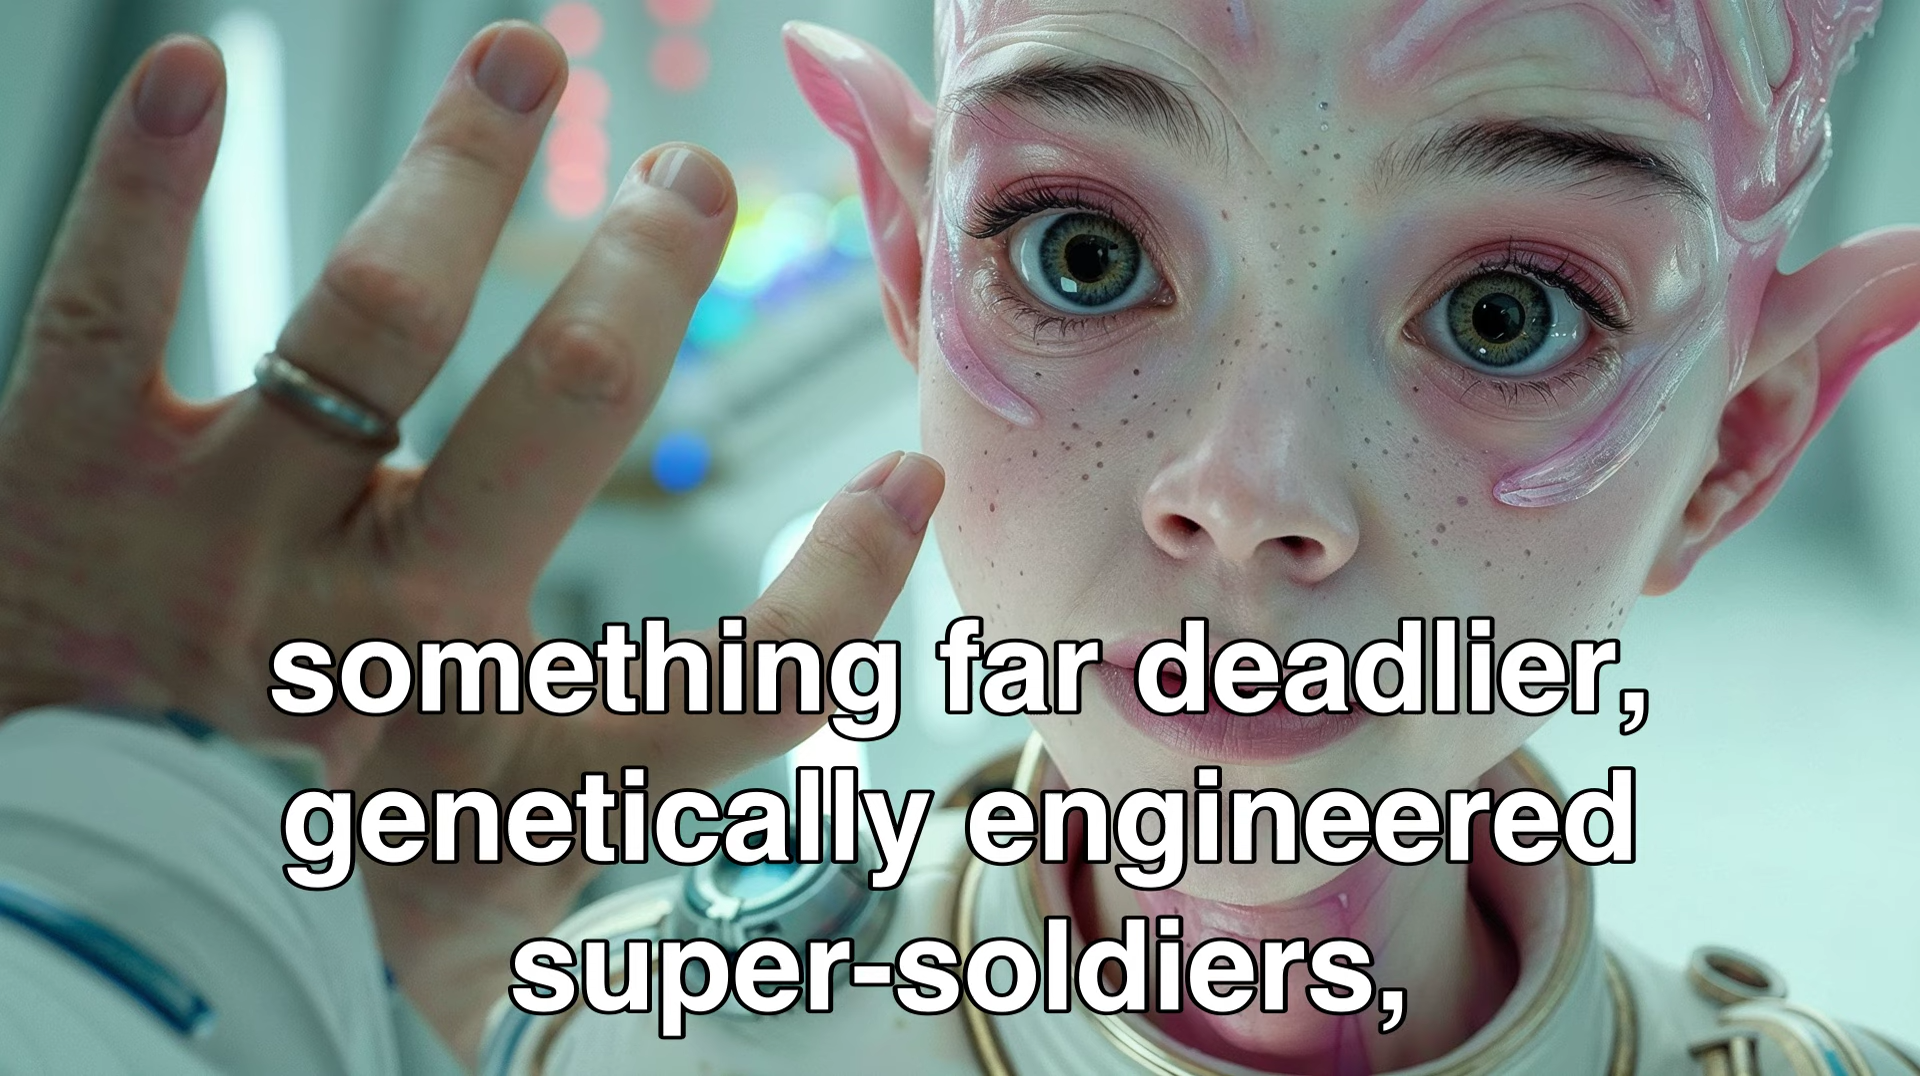 something far deadlier,
genetically engineered
super-soldiers,